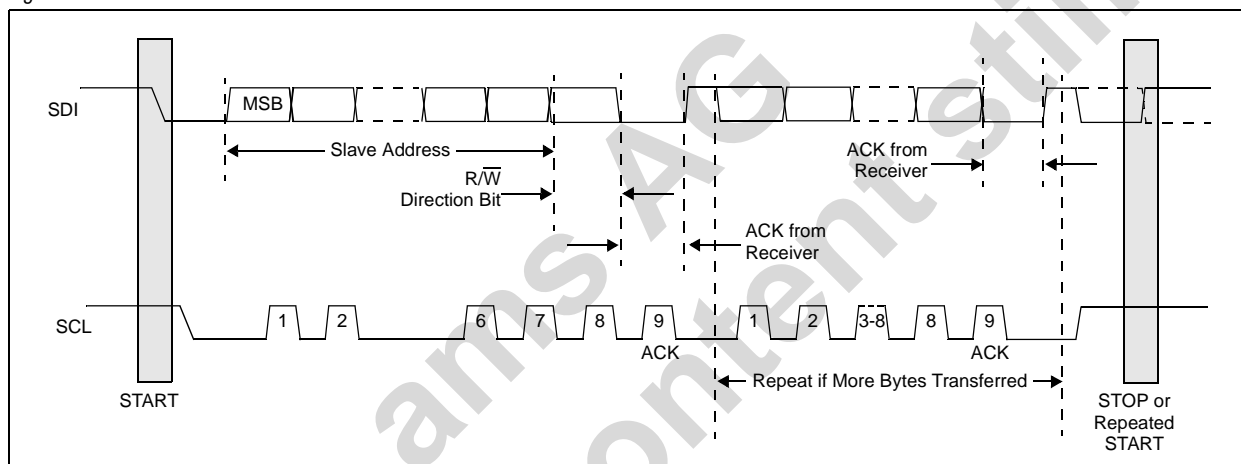 SDI
MSB
Slave Address
R/W
Direction Bit
ACK from
Receiver
ACK from
Receiver
SCL
1 2 6 7 8 9 1 2 3-8 8 9
ACK
ACK
Repeat if More Bytes Transferred
START
STOP or
Repeated
START
ams AG
ontent stil